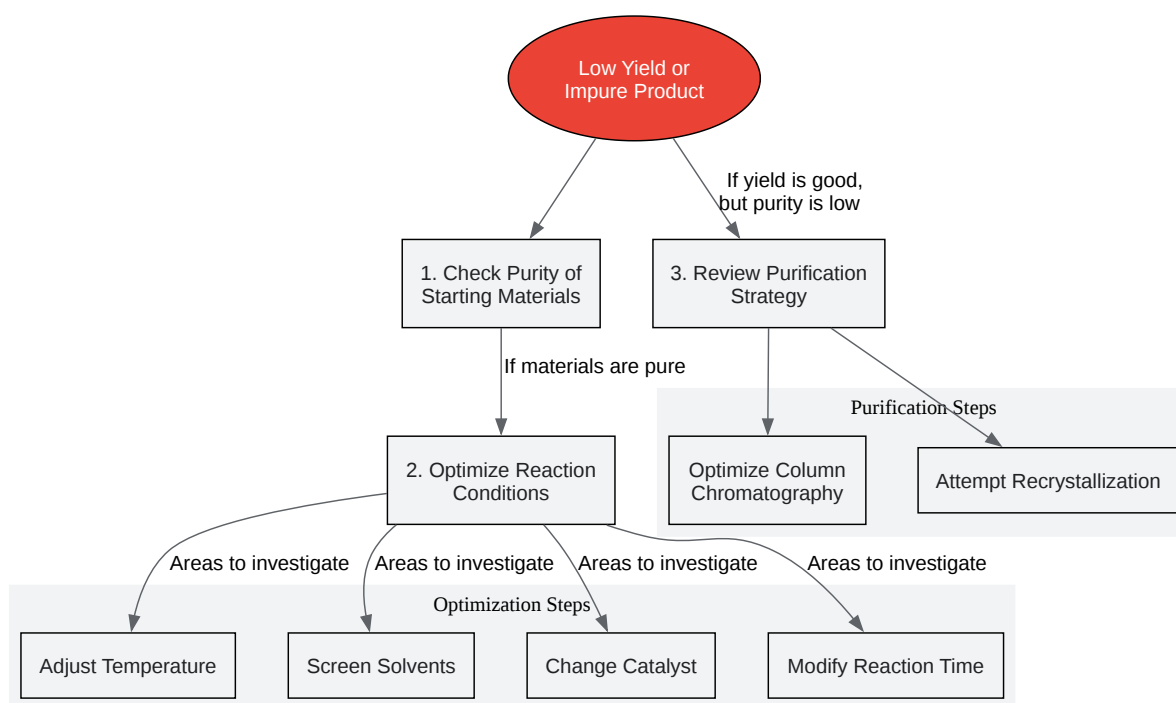 Low Yield or
Impure Product
If yield is good,
but purity is low
1. Check Purity of
Starting Materials
3. Review Purification
Strategy
If materials are pure
Purification Steps
2. Optimize Reaction
Conditions
Optimize Column
Chromatography
Attempt Recrystallization
Areas to investigate
Areas to investigate
Areas to investigate
Areas to investigate
Optimization Steps
Adjust Temperature
Screen Solvents
Change Catalyst
Modify Reaction Time